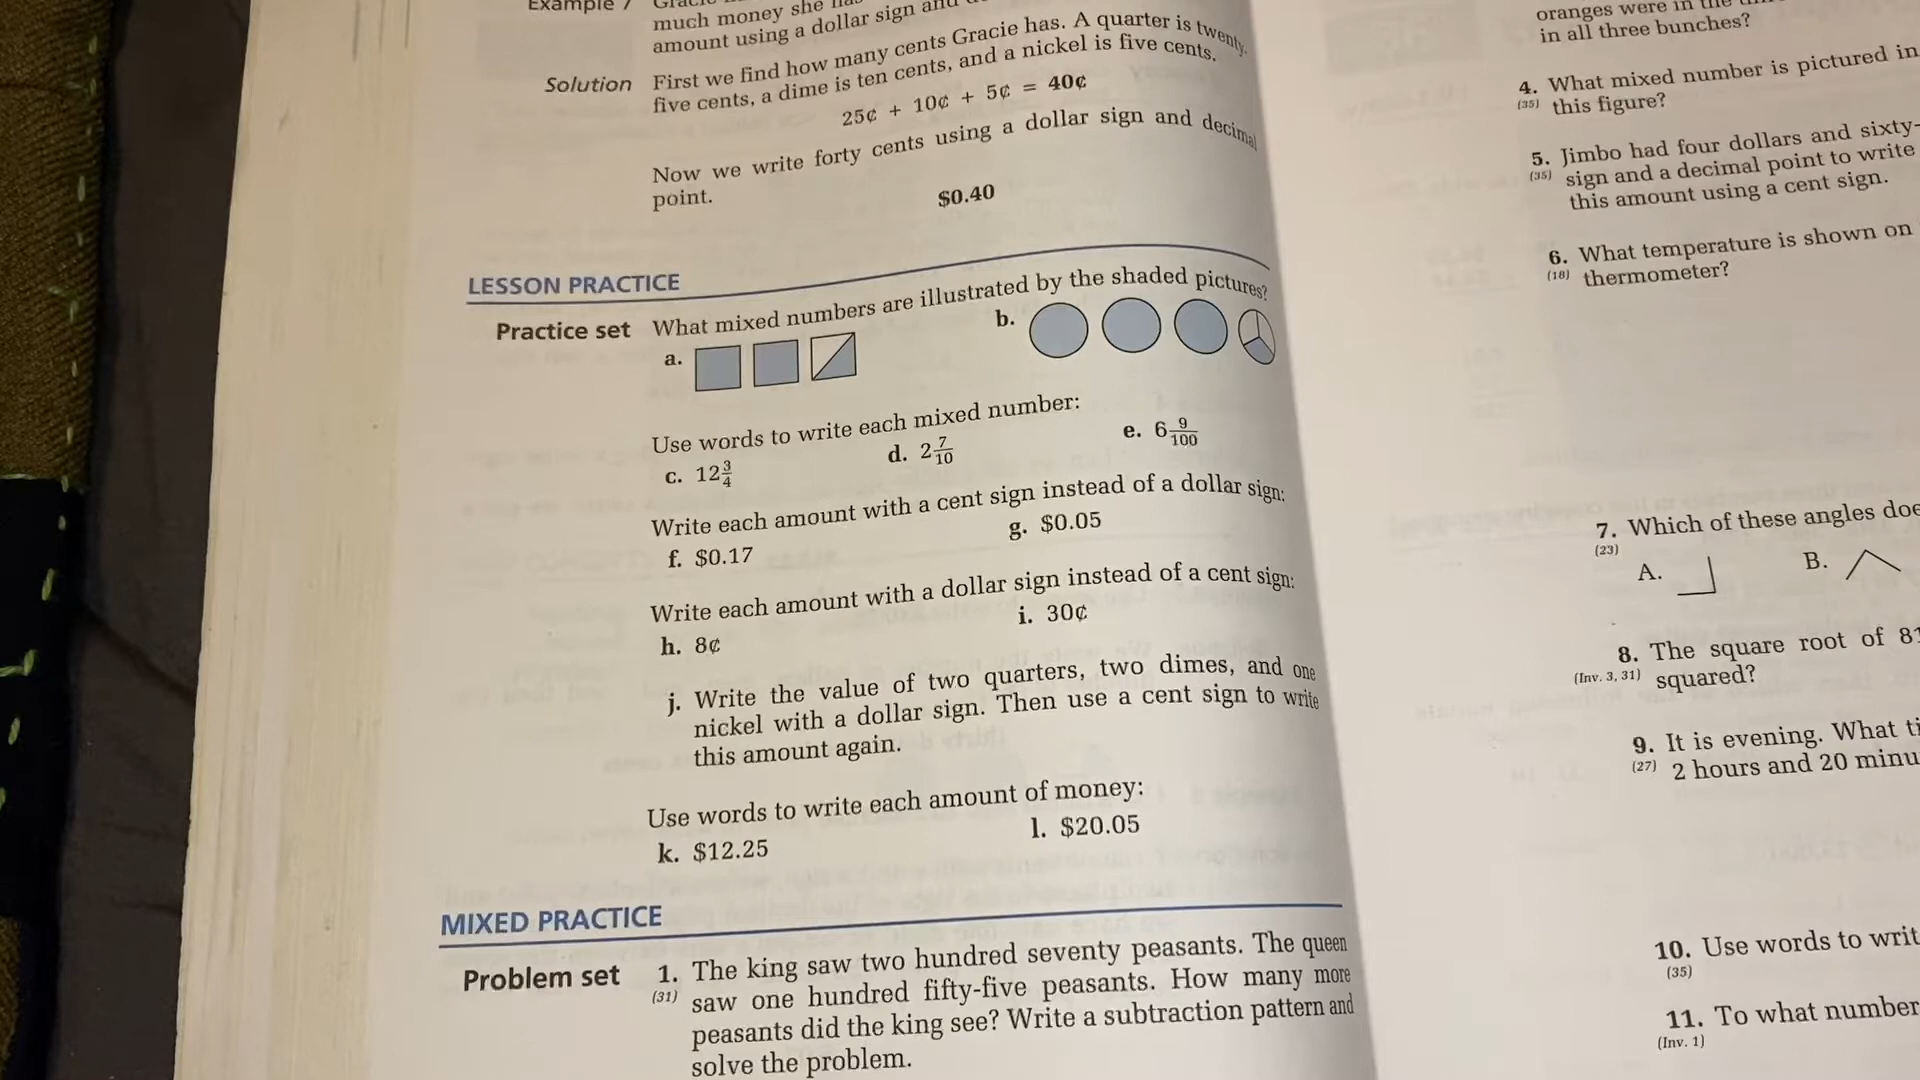 Example 7
much money she
amount using a dollar sign and
Solution First we find how many cents Gracie has. A quarter is twenty-
five cents, a dime is ten cents, and a nickel is five cents.
25¢ + 10¢ + 5¢ = 40¢
Now we write forty cents using a dollar sign and decimal
point.
$0.40
LESSON PRACTICE
Practice set What mixed numbers are illustrated by the shaded pictures?
a. b.
Use words to write each mixed number:
c. 12 3/4 d. 2 7/10 e. 6 9/100
Write each amount with a cent sign instead of a dollar sign:
f. $0.17 g. $0.05
Write each amount with a dollar sign instead of a cent sign:
h. 8¢ i. 30¢
j. Write the value of two quarters, two dimes, and one
nickel with a dollar sign. Then use a cent sign to write
this amount again.
Use words to write each amount of money:
k. $12.25 l. $20.05
MIXED PRACTICE
Problem set 1. The king saw two hundred seventy peasants. The queen
(31) saw one hundred fifty-five peasants. How many more
peasants did the king see? Write a subtraction pattern and
solve the problem.
oranges were in
in all three bunches?
4. What mixed number is pictured in
(35) this figure?
5. Jimbo had four dollars and sixty-
(35) sign and a decimal point to write
this amount using a cent sign.
6. What temperature is shown on
(18) thermometer?
7. Which of these angles
(23)
A. B.
8. The square root of
(Inv. 3, 31) squared?
9. It is evening. What
(27) 2 hours and 20
10. Use words to
(35)
11. To what number
(Inv. 1)